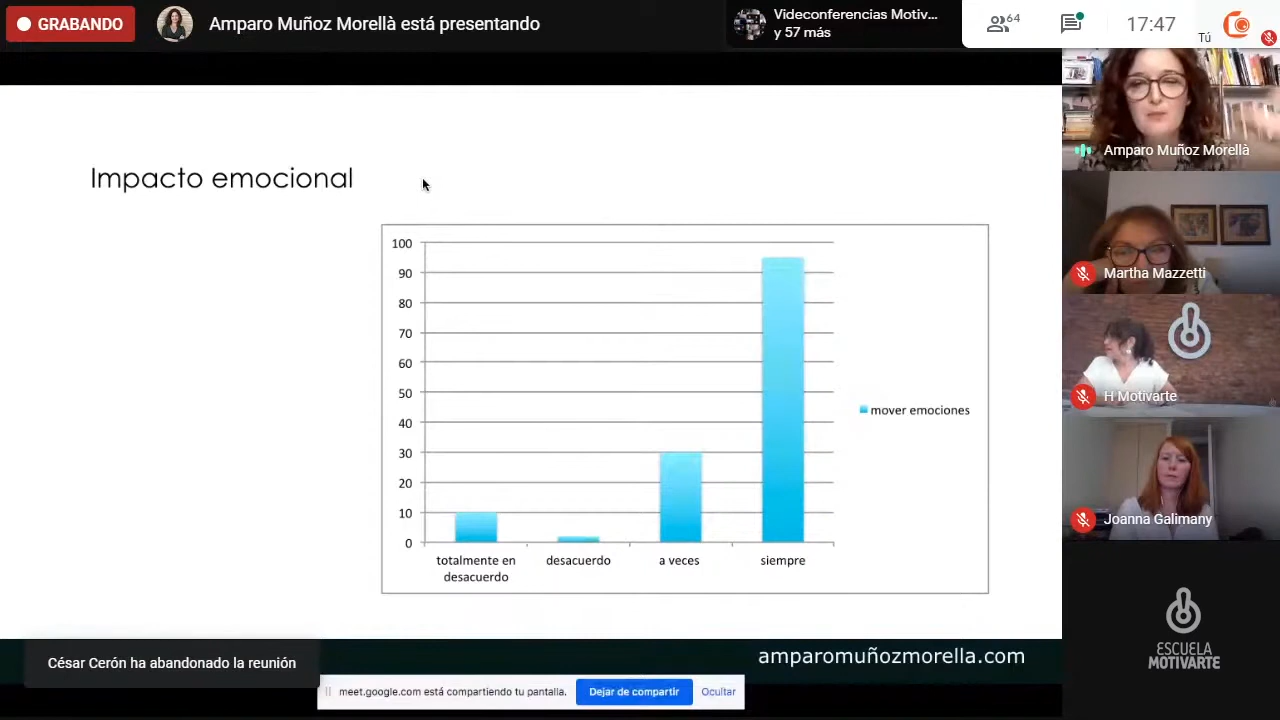 GRABANDO
Amparo Muñoz Morellà está presentando
Videconferencias Motiv...
y 57 más
64
17:47
Tú
Impacto emocional
100
90
80
70
60
50
40
30
20
10
0
totalmente en
desacuerdo
desacuerdo
a veces
siempre
mover emociones
Amparo Muñoz Morellà
Martha Mazzetti
H Motivarte
Joanna Galimany
ESCUELA
MOTIVARTE
César Cerón ha abandonado la reunión
amparomuñozmorella.com
meet.google.com está compartiendo tu pantalla.
Dejar de compartir
Ocultar